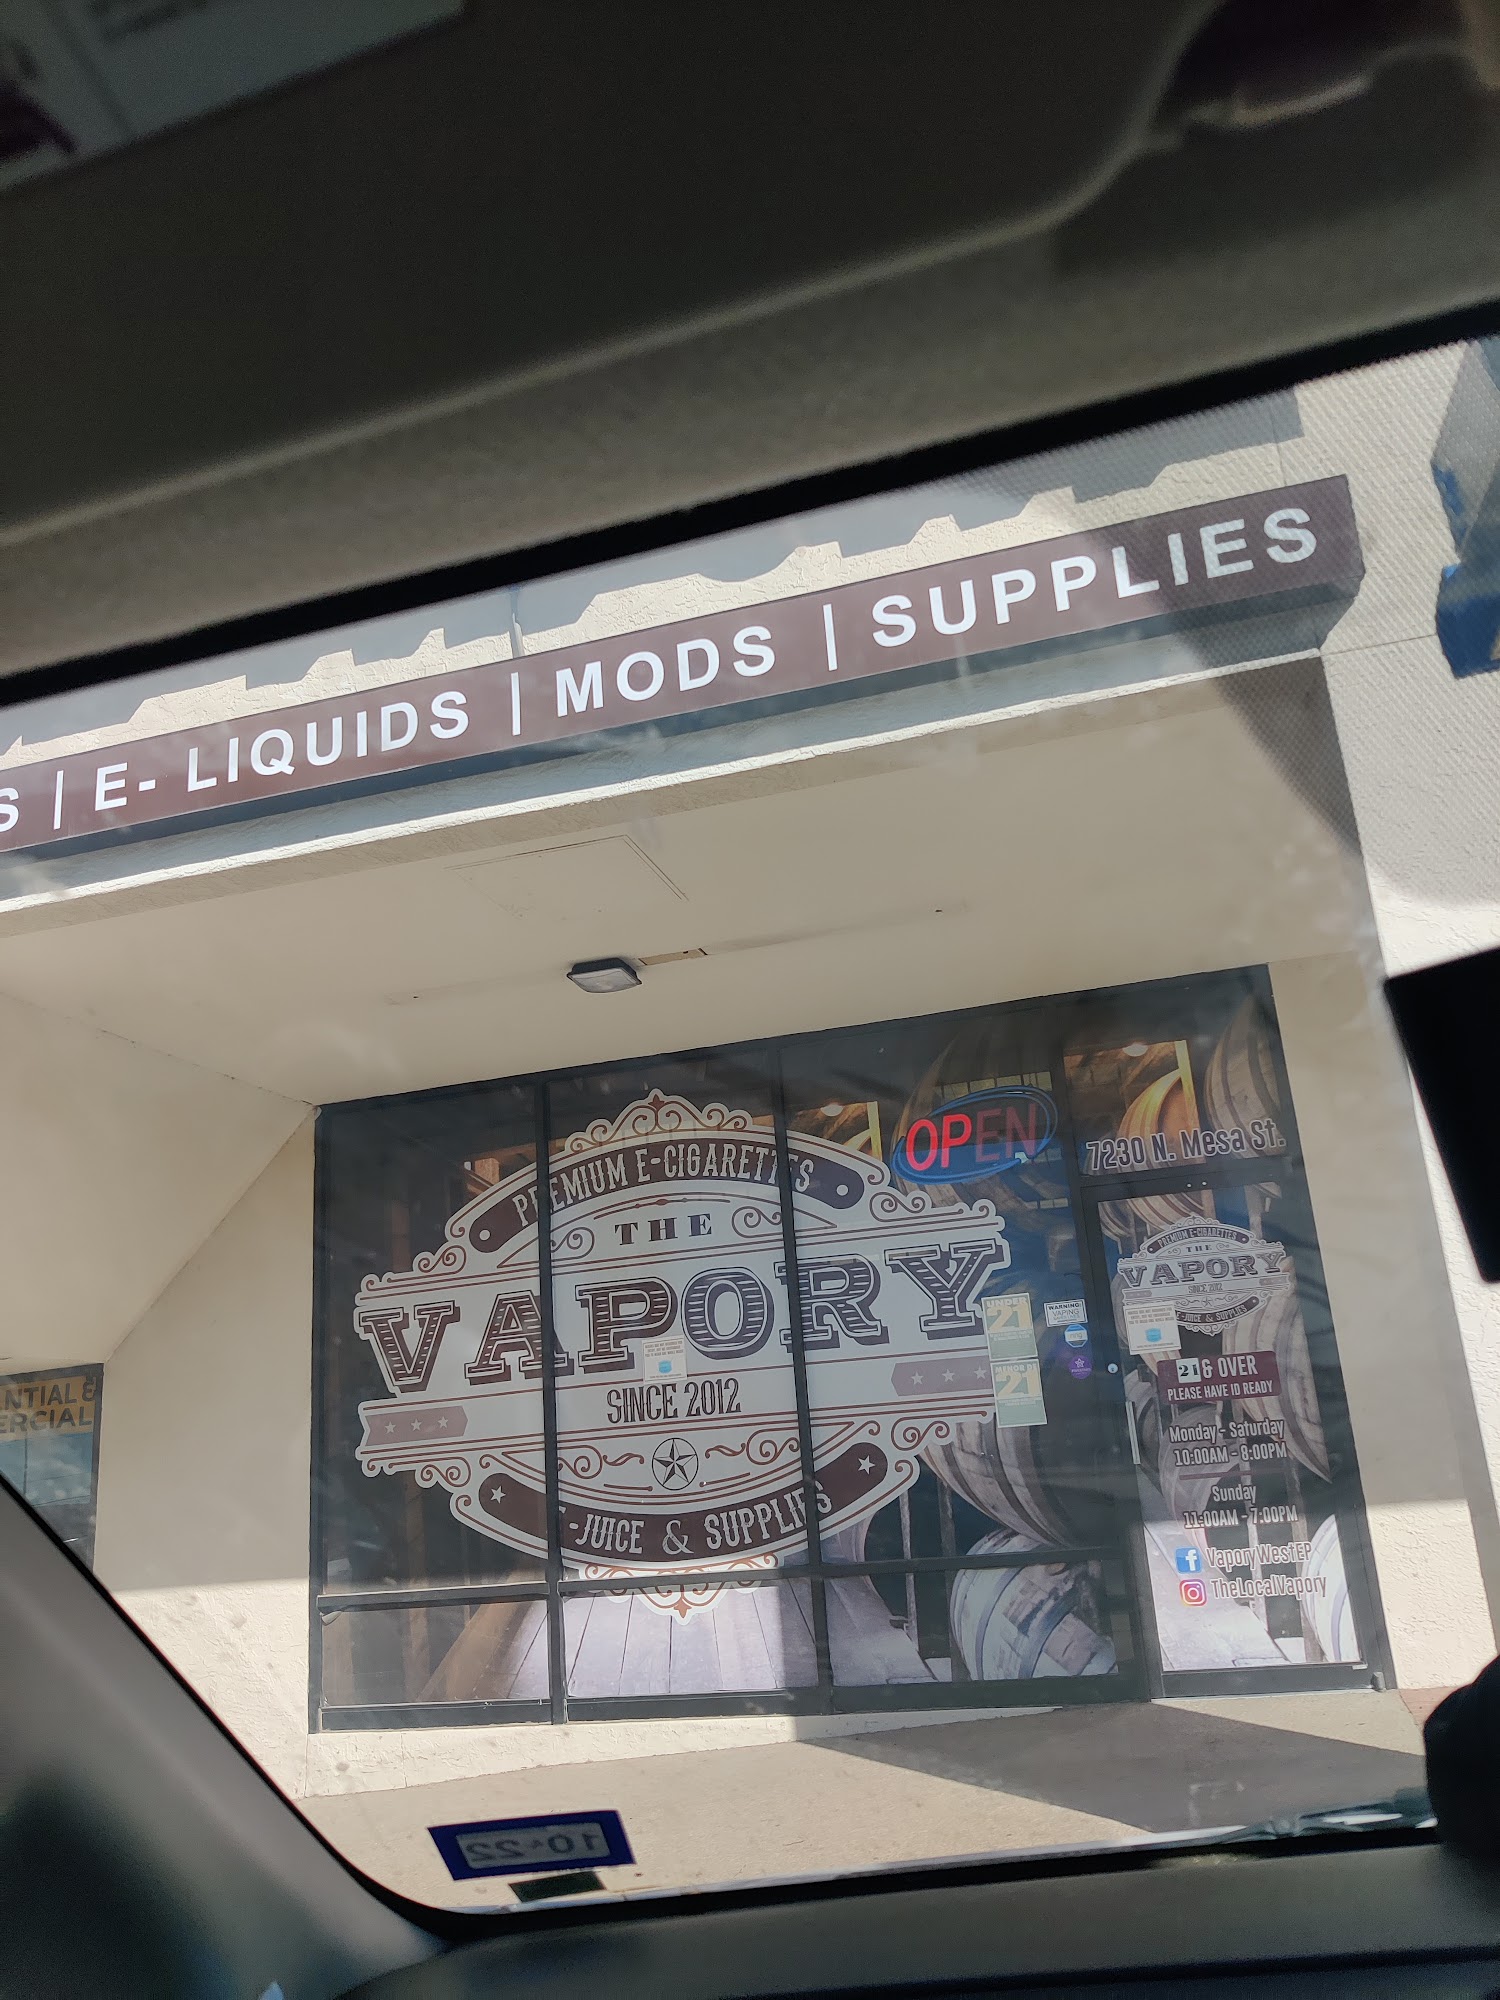 S | E- LIQUIDS | MODS | SUPPLIES
OPEN
7230 N. Mesa St.
PREMIUM E-CIGARETTES
THE
VAPORY
SINCE 2012
E-JUICE & SUPPLIES
UNDER
21
MENOR DE
21
WARNING:
VAPING
PREMIUM E-CIGARETTES
THE
VAPORY
SINCE 2012
E-JUICE & SUPPLIES
21 & OVER
PLEASE HAVE ID READY
Monday - Saturday
10:00AM - 8:00PM
Sunday
11:00AM - 7:00PM
VaporyWestEP
TheLocalVapory
NTIAL &
ERCIAL
10*22